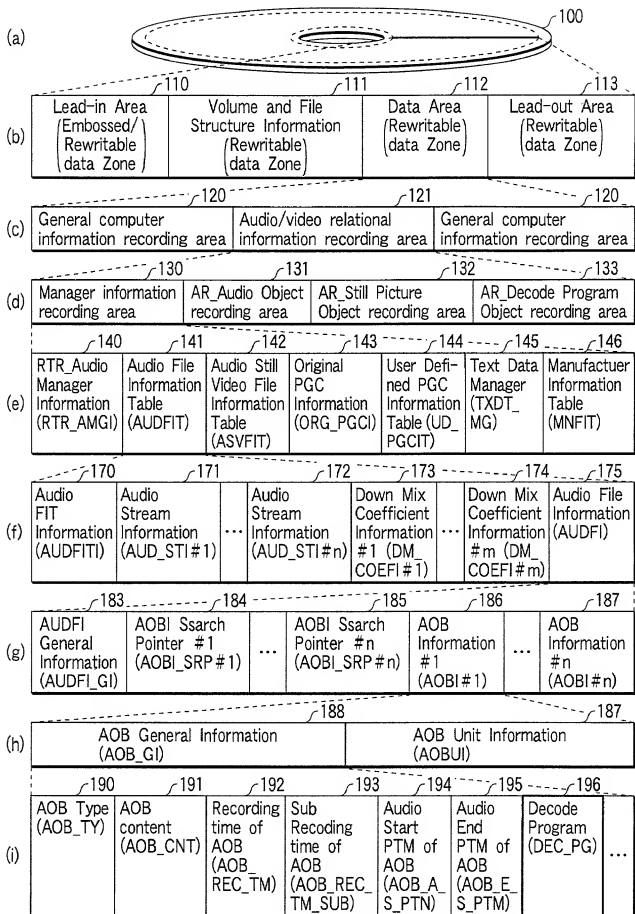 100
(a)
110
111
112
113
(b)
Lead-in Area
(Embossed/
Rewritable
data Zone)
Volume and File
Structure Information
(Rewritable
data Zone)
Data Area
(Rewritable
data Zone)
Lead-out Area
(Rewritable
data Zone)
120
121
120
(c)
General computer
information recording area
Audio/video relational
information recording area
General computer
information recording area
130
131
132
133
(d)
Manager information
recording area
AR_Audio Object
recording area
AR_Still Picture
Object recording area
AR_Decode Program
Object recording area
140
141
142
143
144
145
146
(e)
RTR_Audio
Manager
Information
(RTR_AMGI)
Audio File
Information
Table
(AUDFIT)
Audio Still
Video File
Information
Table
(ASVFIT)
Original
PGC
Information
(ORG_PGCI)
User Defi-
ned PGC
Information
Table (UD_
PGCIT)
Text Data
Manager
(TXDT_
MG)
Manufactuer
Information
Table
(MNFIT)
170
171
172
173
174
175
(f)
Audio
FIT
Information
(AUDFITI)
Audio
Stream
Information
(AUD_STI#1)
...
Audio
Stream
Information
(AUD_STI#n)
Down Mix
Coefficient
Information
#1 (DM_
COEFI#1)
...
Down Mix
Coefficient
Information
#m (DM_
COEFI#m)
Audio File
Information
(AUDFI)
183
184
185
186
187
(g)
AUDFI
General
Information
(AUDFI_GI)
AOBI Ssarch
Pointer #1
(AOBI_SRP#1)
...
AOBI Ssarch
Pointer #n
(AOBI_SRP#n)
AOB
Information
#1
(AOBI#1)
...
AOB
Information
#n
(AOBI#n)
188
187
(h)
AOB General Information
(AOB_GI)
AOB Unit Information
(AOBUI)
190
191
192
193
194
195
196
(i)
AOB Type
(AOB_TY)
AOB
content
(AOB_CNT)
Recording
time of
AOB
(AOB_
REC_TM)
Sub
Recoding
time of
AOB
(AOB_REC_
TM_SUB)
Audio
Start
PTM of
AOB
(AOB_A_
S_PTN)
Audio
End
PTM of
AOB
(AOB_E_
S_PTM)
Decode
Program
(DEC_PG)
...